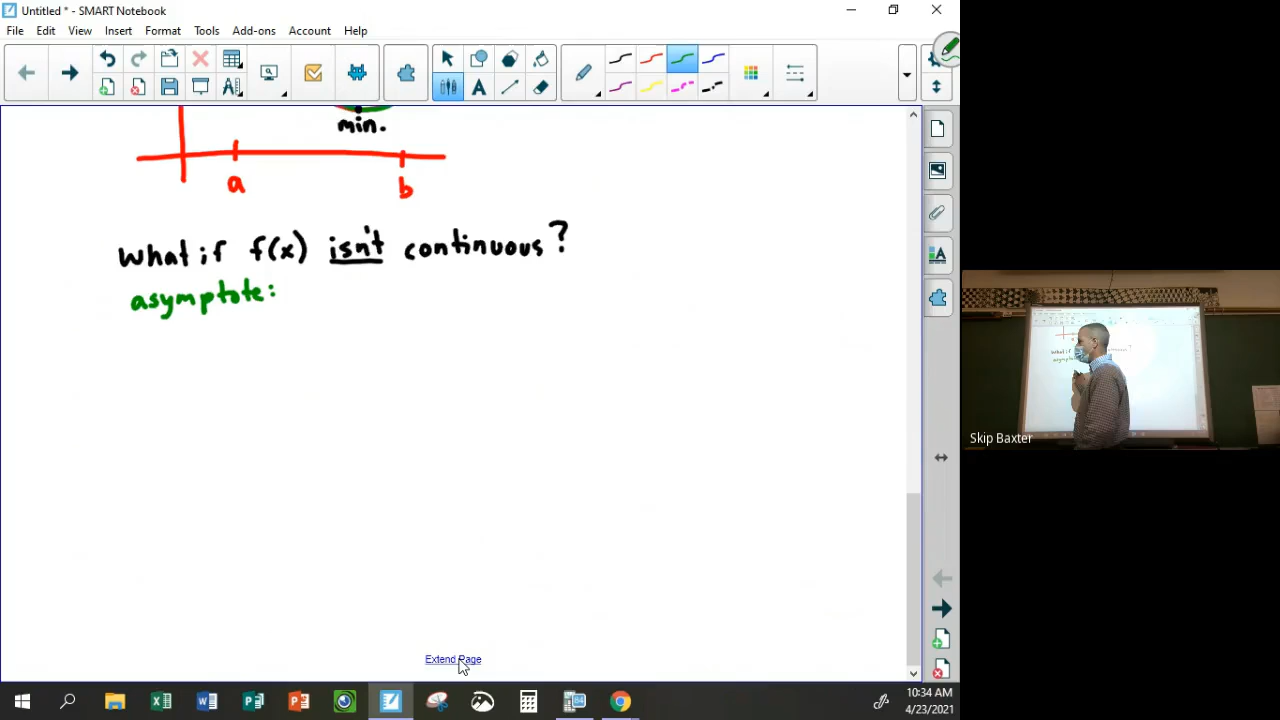 Untitled * - SMART Notebook
File Edit View Insert Format Tools Add-ons Account Help
min.
a b
What if f(x) isn't continuous?
asymptote:
Extend Page
Skip Baxter
10:34 AM
4/23/2021